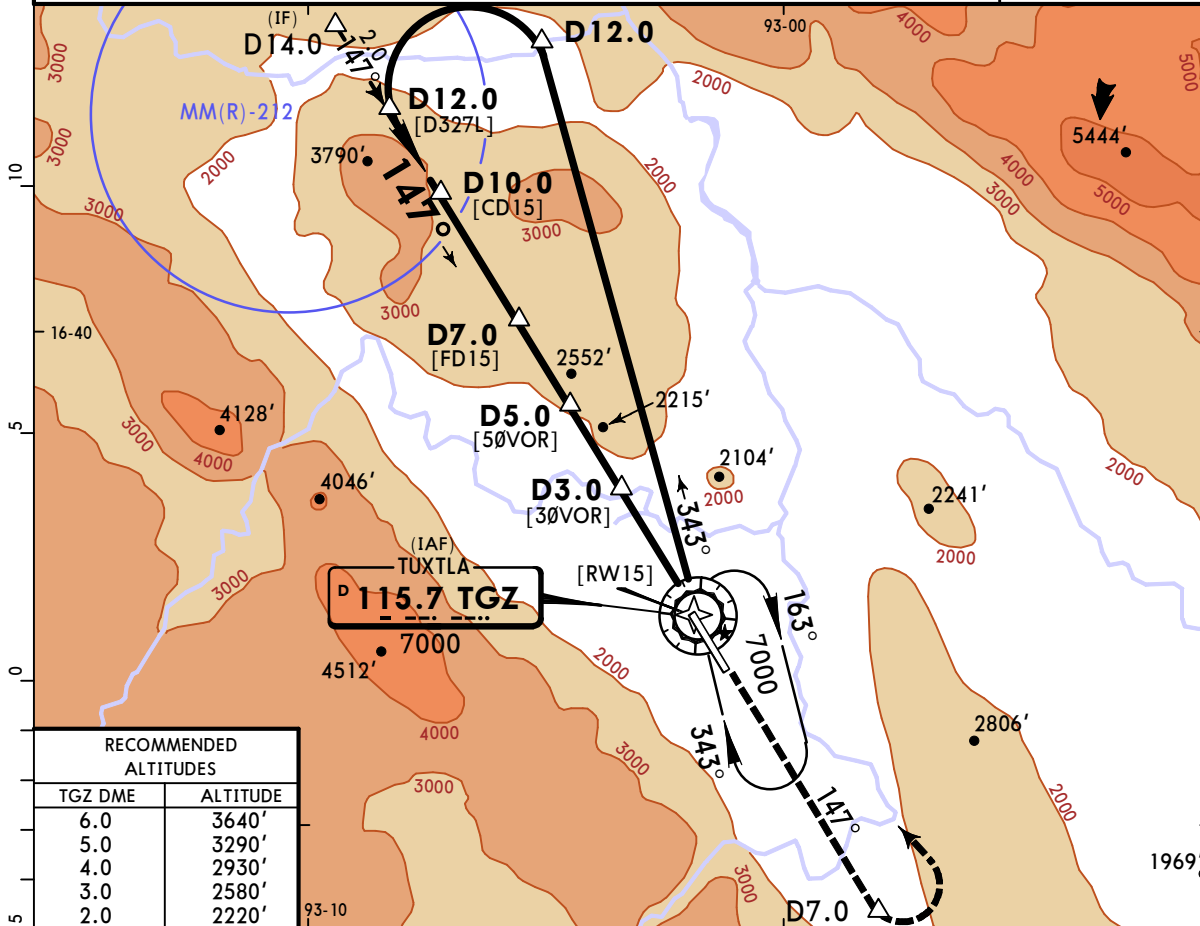 (IF)
D14.0
2.0
147°
D12.0
93-00
4000
5000
3000
2000
MM(R)-212
D12.0
[D327L]
5444'
3790'
147°
2000
3000
2000
4000
3000
5000
10
D10.0
[CD15]
3000
3000
3000
16-40
D7.0
[FD15]
2552'
2215'
D5.0
[5ØVOR]
4128'
3000
4000
5
2104'
2000
2000
4046'
D3.0
[3ØVOR]
2241'
2000
343°
(IAF)
TUXTLA
D 115.7 TGZ
7000
[RW15]
3000
163°
7000
4512'
2000
0
343°
4000
3000
3000
2806'
2000
147°
RECOMMENDED
ALTITUDES
TGZ DME ALTITUDE
6.0 3640'
5.0 3290'
4.0 2930'
3.0 2580'
2.0 2220'
3000
1969'
93-10
D7.0
5